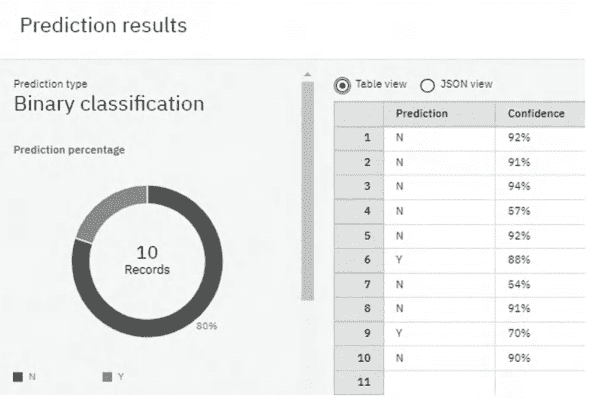 Prediction results
Prediction type
Binary classification
Prediction percentage
10
Records
80%
N Y
Table view JSON view
Prediction Confidence
1 N 92%
2 N 91%
3 N 94%
4 N 57%
5 N 92%
6 Y 88%
7 N 54%
8 N 91%
9 Y 70%
10 N 90%
11